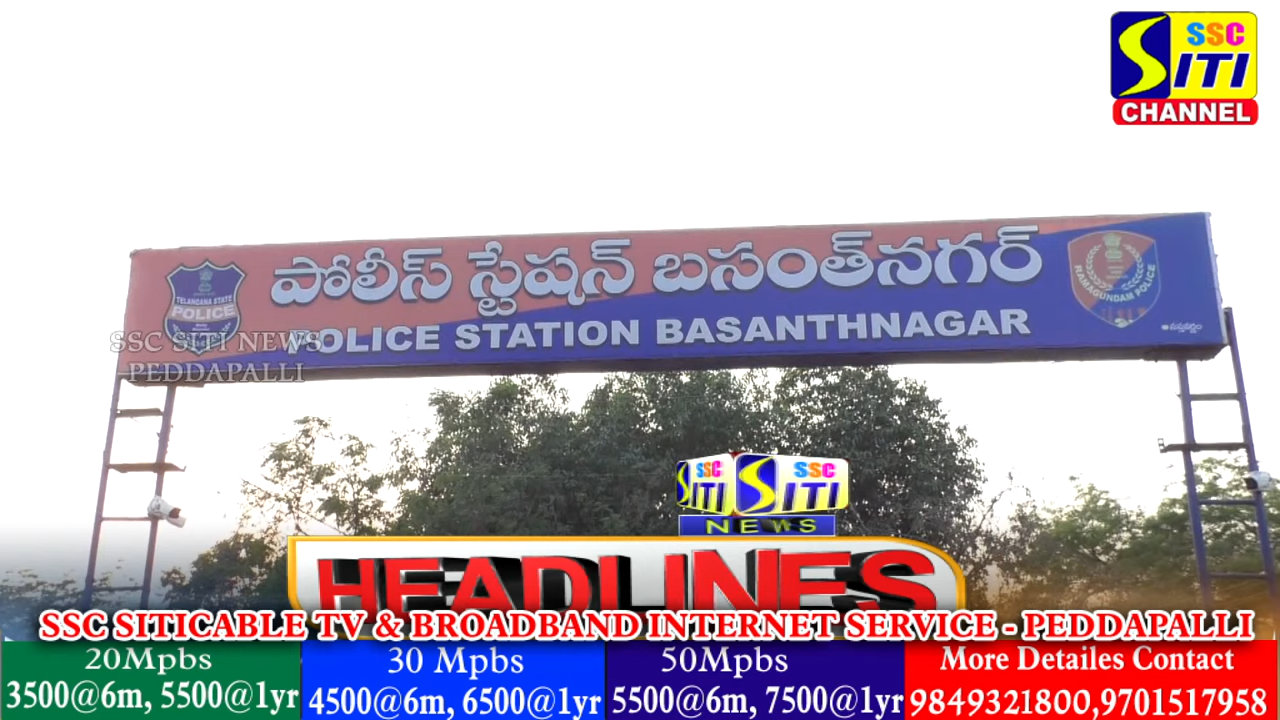 SSC
SITI
CHANNEL
పోలీస్ స్టేషన్ బసంత్‌నగర్
TELANGANA STATE
POLICE
RAMAGUNDAM POLICE
POLICE STATION BASANTHNAGAR
SSC SITI NEWS
PEDDAPALLI
SSC
SITI
SSC
SITI
NEWS
HEADLINES
SSC SITICABLE TV & BROADBAND INTERNET SERVICE - PEDDAPALLI
20Mpbs
3500@6m, 5500@1yr
30 Mpbs
4500@6m, 6500@1yr
50Mpbs
5500@6m, 7500@1yr
More Detailes Contact
9849321800,9701517958